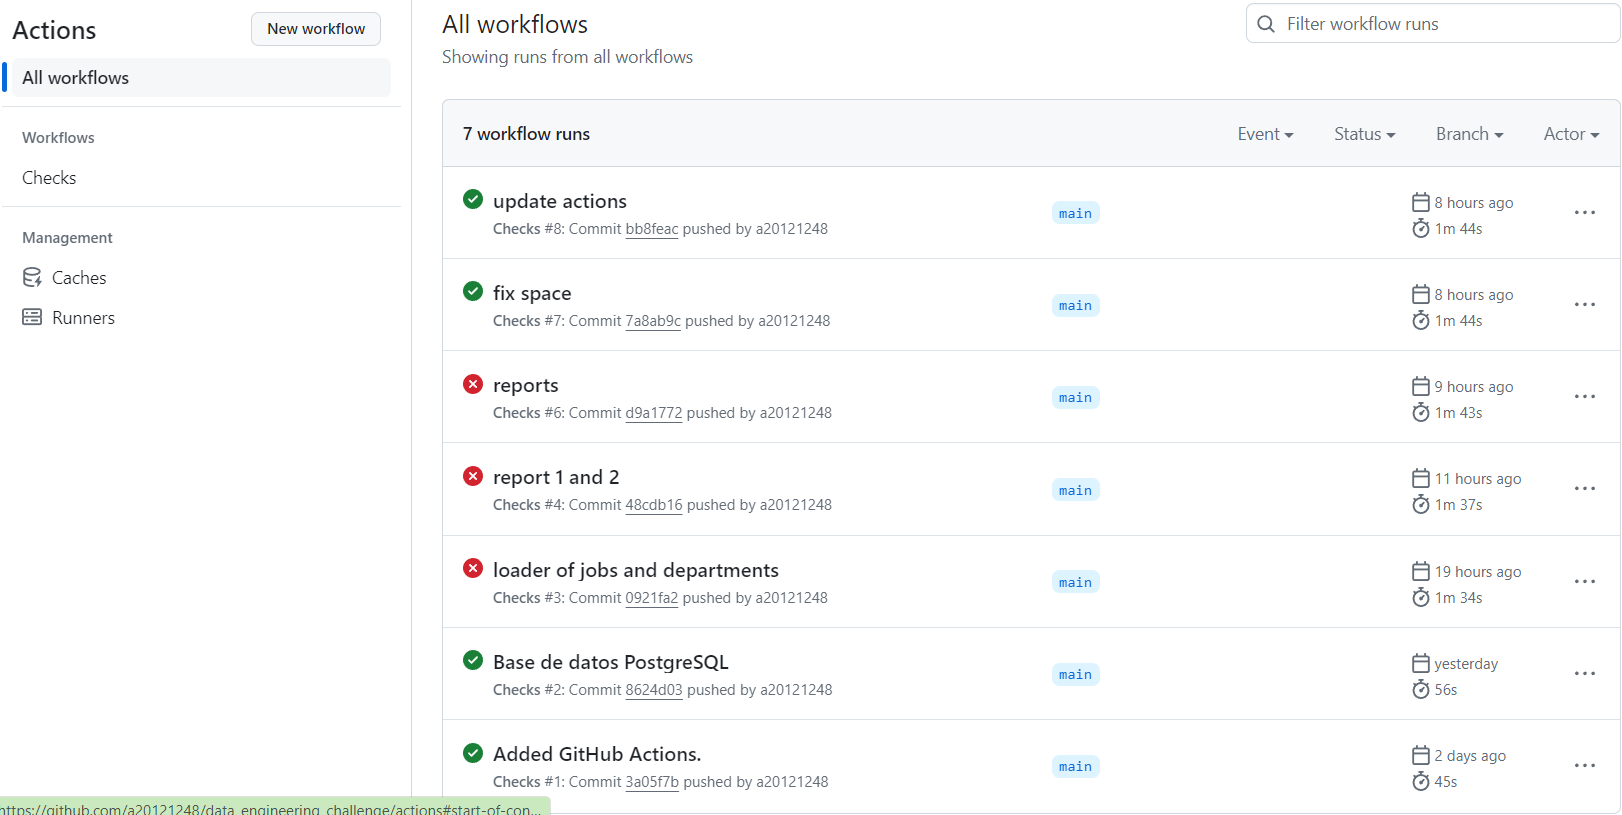 Actions
New workflow
All workflows
Workflows
Checks
Management
Caches
Runners
All workflows
Showing runs from all workflows
Filter workflow runs
7 workflow runs
Event
Status
Branch
Actor
update actions
Checks #8: Commit bb8feac pushed by a20121248
main
8 hours ago
1m 44s
fix space
Checks #7: Commit 7a8ab9c pushed by a20121248
main
8 hours ago
1m 44s
reports
Checks #6: Commit d9a1772 pushed by a20121248
main
9 hours ago
1m 43s
report 1 and 2
Checks #4: Commit 48cdb16 pushed by a20121248
main
11 hours ago
1m 37s
loader of jobs and departments
Checks #3: Commit 0921fa2 pushed by a20121248
main
19 hours ago
1m 34s
Base de datos PostgreSQL
Checks #2: Commit 8624d03 pushed by a20121248
main
yesterday
56s
Added GitHub Actions.
Checks #1: Commit 3a05f7b pushed by a20121248
main
2 days ago
45s
https://github.com/a20121248/data_engineering_challenge/actions#start-of-con...